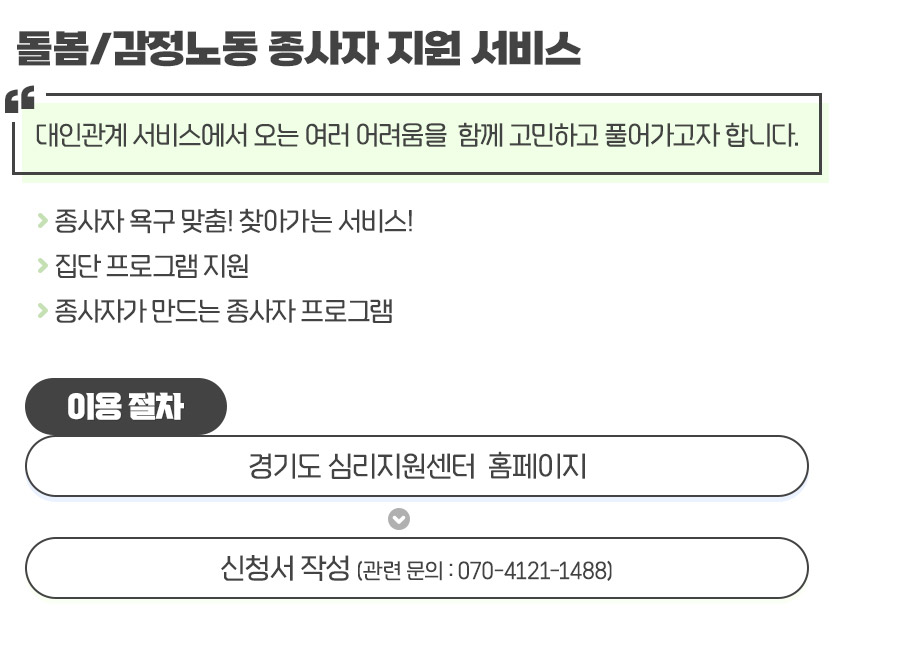 돌봄/감정노동 종사자 지원 서비스
대인관계 서비스에서 오는 여러 어려움을 함께 고민하고 풀어가고자 합니다.
종사자 욕구 맞춤! 찾아가는 서비스!
집단 프로그램 지원
종사자가 만드는 종사자 프로그램
이용 절차
경기도 심리지원센터 홈페이지
신청서 작성 (관련 문의 : 070-4121-1488)